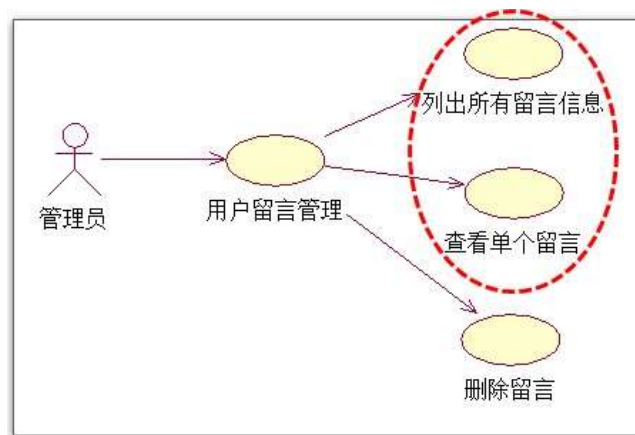 列出所有留言信息
管理员
用户留言管理
查看单个留言
删除留言